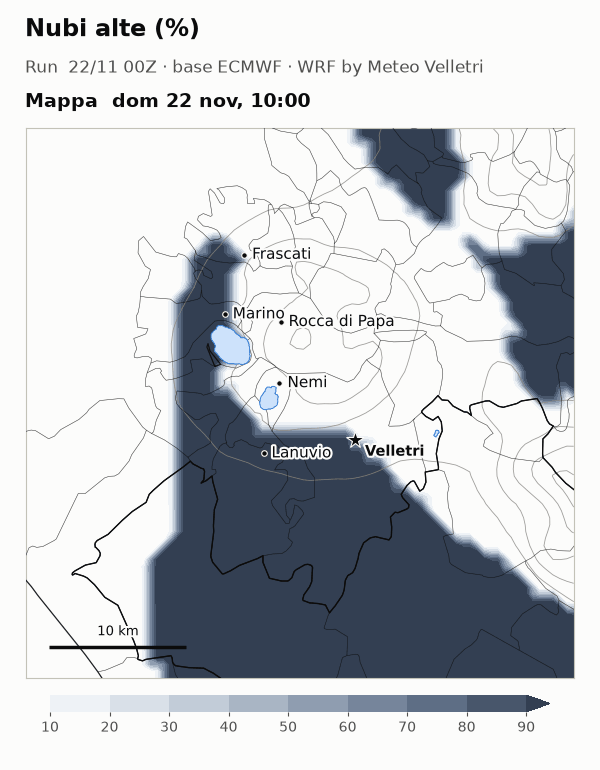 Nubi alte (%)
Run  22/11 00Z · base ECMWF · WRF by Meteo Velletri
Mappa  dom 22 nov, 10:00
Frascati
Marino
Rocca di Papa
Nemi
Velletri
Lanuvio
10 km
10 20 30 40 50 60 70 80 90